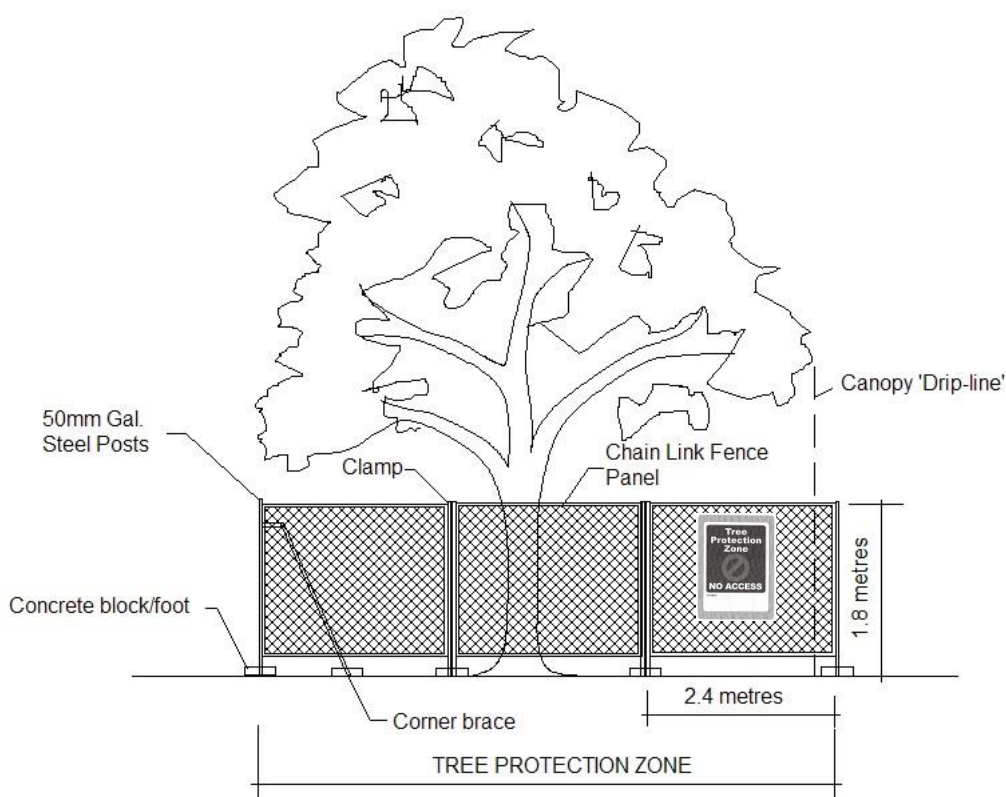 Canopy 'Drip-line'
50mm Gal.
Steel Posts
Clamp
Chain Link Fence
Panel
Tree
Protection
Zone
NO ACCESS
Concrete block/foot
1.8 metres
2.4 metres
Corner brace
TREE PROTECTION ZONE